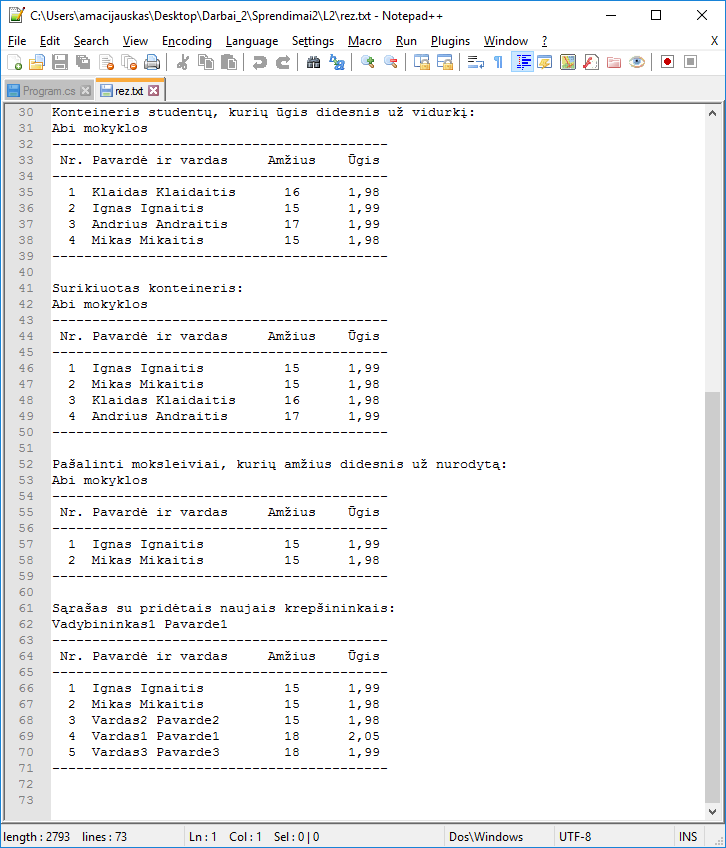 C:\Users\amacijauskas\Desktop\Darbai_2\Sprendimai2\L2\rez.txt - Notepad++
File Edit Search View Encoding Language Settings Macro Run Plugins Window ? X
Program.cs rez.txt
30 Konteineris studentų, kurių ūgis didesnis už vidurkį:
31 Abi mokyklos
32 ------------------------------------------
33 Nr. Pavardė ir vardas Amžius Ūgis
34 ------------------------------------------
35 1 Klaidas Klaidaitis 16 1,98
36 2 Ignas Ignaitis 15 1,99
37 3 Andrius Andraitis 17 1,99
38 4 Mikas Mikaitis 15 1,98
39 ------------------------------------------
40
41 Surikiuotas konteineris:
42 Abi mokyklos
43 ------------------------------------------
44 Nr. Pavardė ir vardas Amžius Ūgis
45 ------------------------------------------
46 1 Ignas Ignaitis 15 1,99
47 2 Mikas Mikaitis 15 1,98
48 3 Klaidas Klaidaitis 16 1,98
49 4 Andrius Andraitis 17 1,99
50 ------------------------------------------
51
52 Pašalinti moksleiviai, kurių amžius didesnis už nurodytą:
53 Abi mokyklos
54 ------------------------------------------
55 Nr. Pavardė ir vardas Amžius Ūgis
56 ------------------------------------------
57 1 Ignas Ignaitis 15 1,99
58 2 Mikas Mikaitis 15 1,98
59 ------------------------------------------
60
61 Sąrašas su pridėtais naujais krepšininkais:
62 Vadybininkas1 Pavarde1
63 ------------------------------------------
64 Nr. Pavardė ir vardas Amžius Ūgis
65 ------------------------------------------
66 1 Ignas Ignaitis 15 1,99
67 2 Mikas Mikaitis 15 1,98
68 3 Vardas2 Pavarde2 15 1,98
69 4 Vardas1 Pavarde1 18 2,05
70 5 Vardas3 Pavarde3 18 1,99
71 ------------------------------------------
72
73
length : 2793 lines : 73 Ln : 1 Col : 1 Sel : 0 | 0 Dos\Windows UTF-8 INS